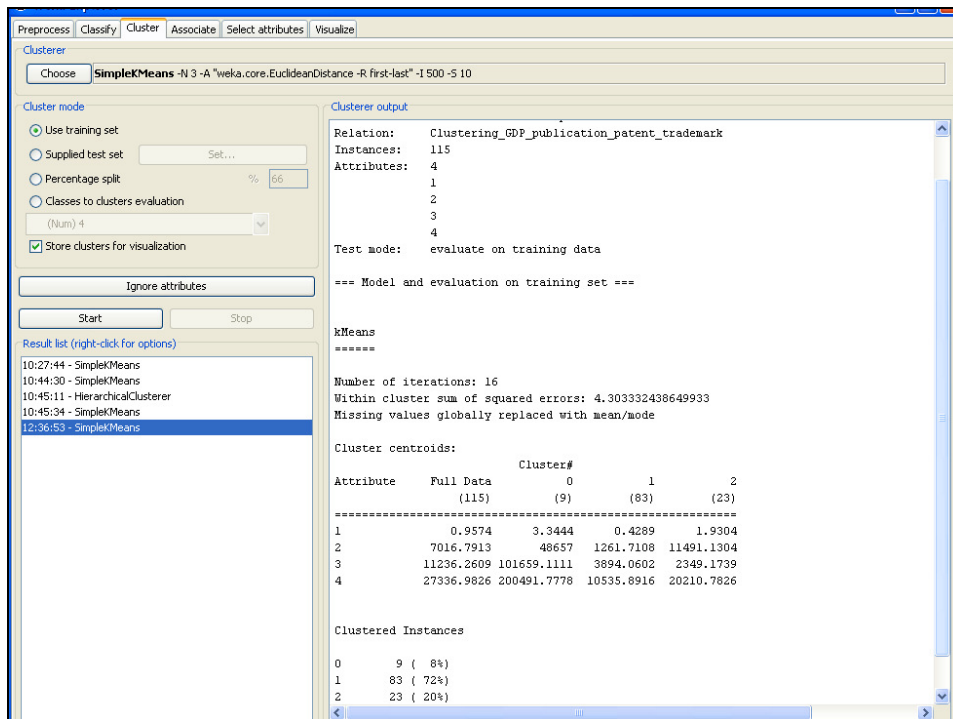 Preprocess Classify Cluster Associate Select attributes Visualize
Clusterer
Choose SimpleKMeans -N 3 -A "weka.core.EuclideanDistance -R first-last" -I 500 -S 10
Cluster mode
Use training set
Supplied test set Set...
Percentage split % 66
Classes to clusters evaluation
(Num) 4
Store clusters for visualization
Ignore attributes
Start Stop
Result list (right-click for options)
10:27:44 - SimpleKMeans
10:44:30 - SimpleKMeans
10:45:11 - HierarchicalClusterer
10:45:34 - SimpleKMeans
12:36:53 - SimpleKMeans
Clusterer output
Relation: Clustering_GDP_publication_patent_trademark
Instances: 115
Attributes: 4
1
2
3
4
Test mode: evaluate on training data
=== Model and evaluation on training set ===
kMeans
======
Number of iterations: 16
Within cluster sum of squared errors: 4.303332438649933
Missing values globally replaced with mean/mode
Cluster centroids:
Cluster#
Attribute Full Data 0 1 2
(115) (9) (83) (23)
============================================================
1 0.9574 3.3444 0.4289 1.9304
2 7016.7913 48657 1261.7108 11491.1304
3 11236.2609 101659.1111 3894.0602 2349.1739
4 27336.9826 200491.7778 10535.8916 20210.7826
Clustered Instances
0 9 ( 8%)
1 83 ( 72%)
2 23 ( 20%)